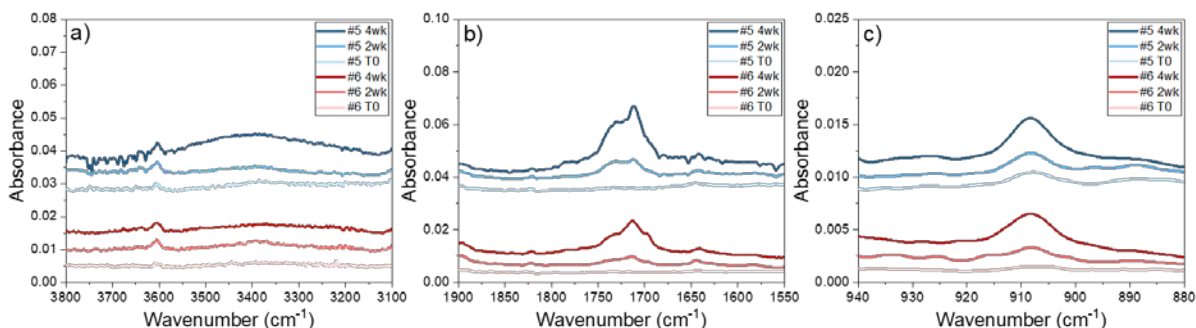 a)
#5 4wk
#5 2wk
#5 T0
#6 4wk
#6 2wk
#6 T0
0.08
0.07
0.06
0.05
0.04
0.03
0.02
0.01
0.00
Absorbance
3800 3700 3600 3500 3400 3300 3200 3100
Wavenumber (cm-1)
b)
#5 4wk
#5 2wk
#5 T0
#6 4wk
#6 2wk
#6 T0
0.10
0.08
0.06
0.04
0.02
0.00
Absorbance
1900 1850 1800 1750 1700 1650 1600 1550
Wavenumber (cm-1)
c)
#5 4wk
#5 2wk
#5 T0
#6 4wk
#6 2wk
#6 T0
0.025
0.020
0.015
0.010
0.005
0.000
Absorbance
940 930 920 910 900 890 880
Wavenumber (cm-1)